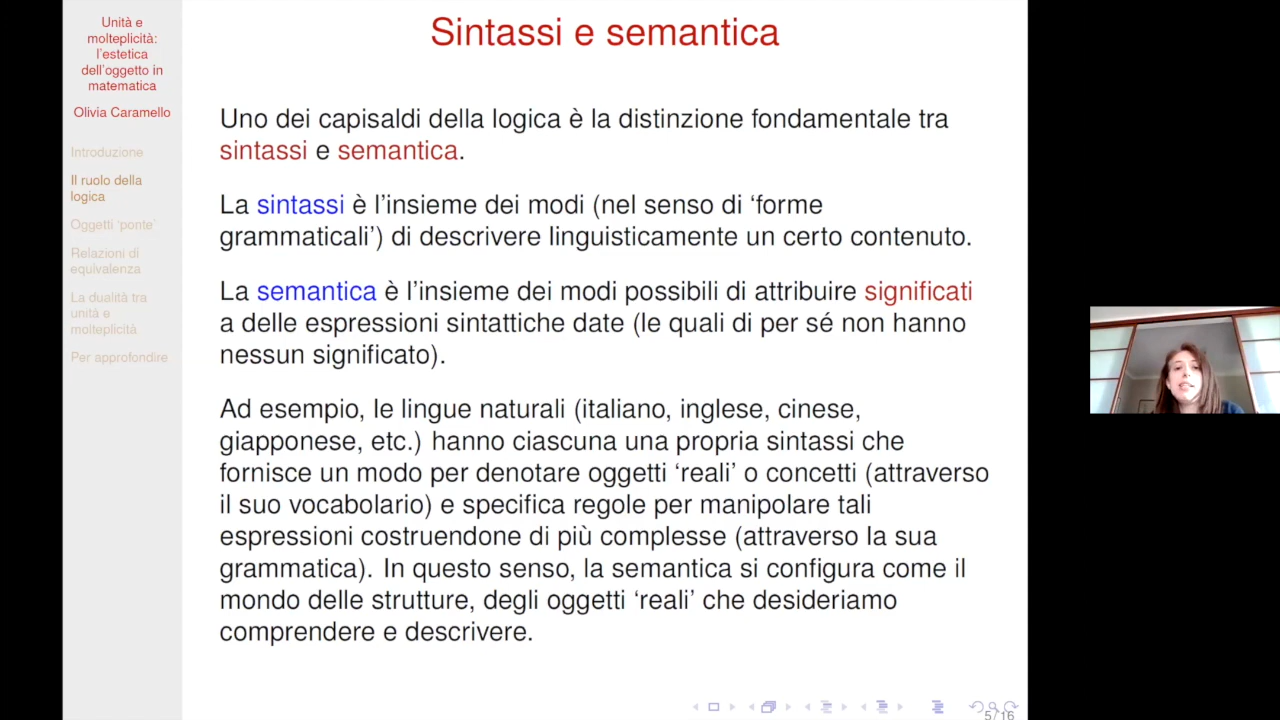 Unità e
molteplicità:
l'estetica
dell'oggetto in
matematica
Olivia Caramello
Introduzione
Il ruolo della
logica
Oggetti 'ponte'
Relazioni di
equivalenza
La dualità tra
unità e
molteplicità
Per approfondire
Sintassi e semantica
Uno dei capisaldi della logica è la distinzione fondamentale tra
sintassi e semantica.
La sintassi è l'insieme dei modi (nel senso di 'forme
grammaticali') di descrivere linguisticamente un certo contenuto.
La semantica è l'insieme dei modi possibili di attribuire significati
a delle espressioni sintattiche date (le quali di per sé non hanno
nessun significato).
Ad esempio, le lingue naturali (italiano, inglese, cinese,
giapponese, etc.) hanno ciascuna una propria sintassi che
fornisce un modo per denotare oggetti 'reali' o concetti (attraverso
il suo vocabolario) e specifica regole per manipolare tali
espressioni costruendone di più complesse (attraverso la sua
grammatica). In questo senso, la semantica si configura come il
mondo delle strutture, degli oggetti 'reali' che desideriamo
comprendere e descrivere.
5/16